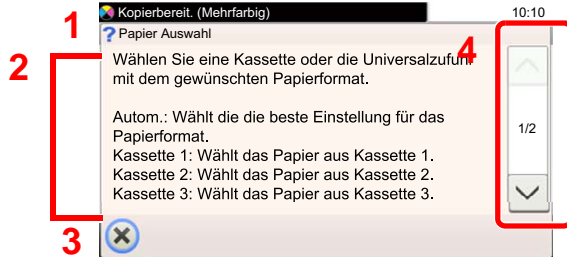 Kopierbereit. (Mehrfarbig) 10:10
1
? Papier Auswahl
2
4
Wählen Sie eine Kassette oder die Universalzufuhr
mit dem gewünschten Papierformat.
Autom.: Wählt die die beste Einstellung für das
Papierformat.
1/2
Kassette 1: Wählt das Papier aus Kassette 1.
Kassette 2: Wählt das Papier aus Kassette 2.
Kassette 3: Wählt das Papier aus Kassette 3.
3